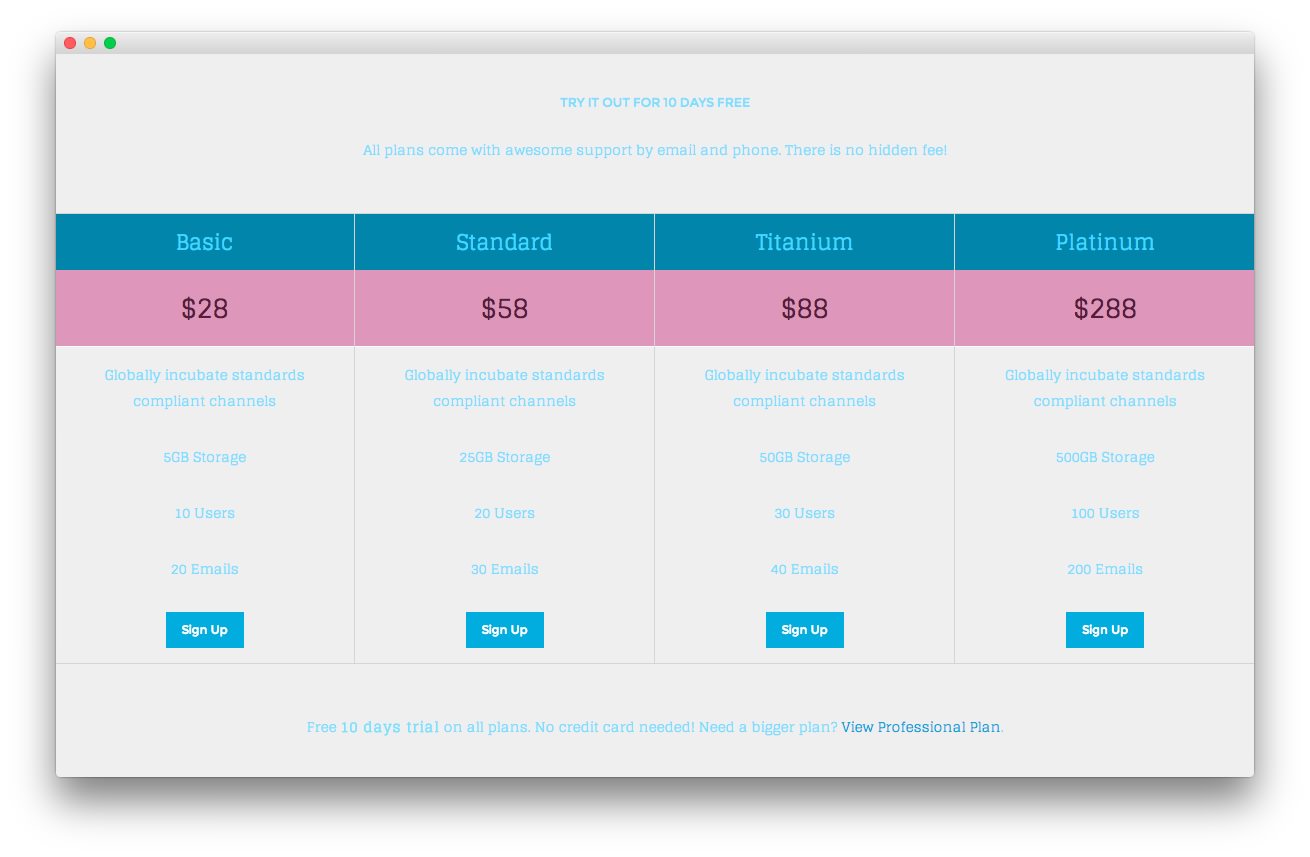 TRY IT OUT FOR 10 DAYS FREE
All plans come with awesome support by email and phone. There is no hidden fee!
Basic Standard Titanium Platinum
$28 $58 $88 $288
Globally incubate standards Globally incubate standards Globally incubate standards Globally incubate standards
compliant channels compliant channels compliant channels compliant channels
5GB Storage 25GB Storage 50GB Storage 500GB Storage
10 Users 20 Users 30 Users 100 Users
20 Emails 30 Emails 40 Emails 200 Emails
Sign Up Sign Up Sign Up Sign Up
Free 10 days trial on all plans. No credit card needed! Need a bigger plan? View Professional Plan.